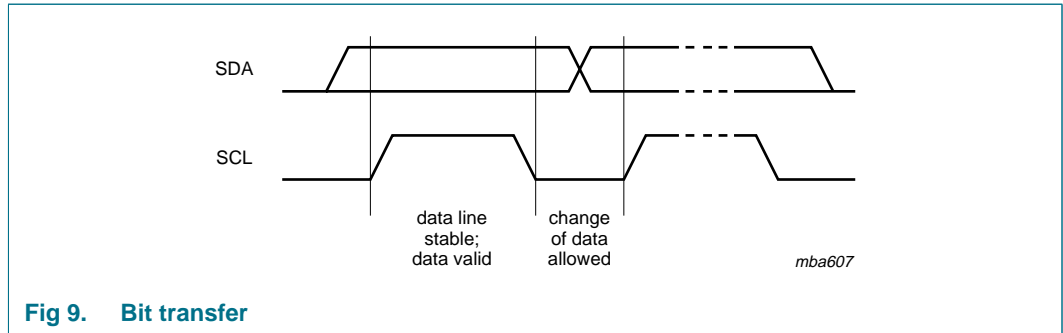 SDA
SCL
data line
stable;
data valid
change
of data
allowed
mba607
Fig 9. Bit transfer